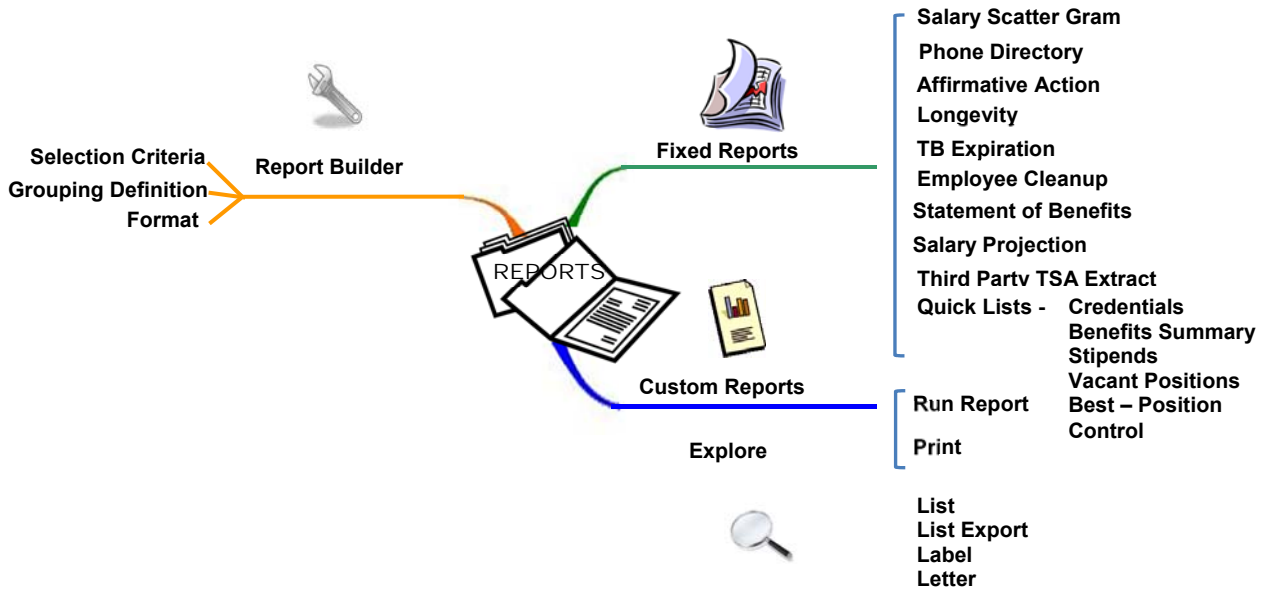 Selection Criteria
Grouping Definition
Format
Report Builder
REPORTS
Fixed Reports
Salary Scatter Gram
Phone Directory
Affirmative Action
Longevity
TB Expiration
Employee Cleanup
Statement of Benefits
Salary Projection
Third Party TSA Extract
Quick Lists - Credentials
Benefits Summary
Stipends
Vacant Positions
Best – Position
Control
Custom Reports
Run Report
Print
Explore
List
List Export
Label
Letter